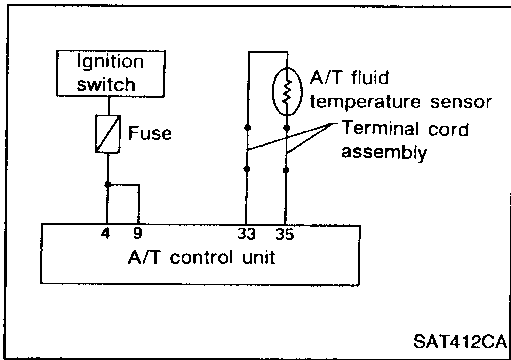 Ignition
switch
Fuse
A/T fluid
temperature sensor
Terminal cord
assembly
4 9 33 35
A/T control unit
SAT412CA